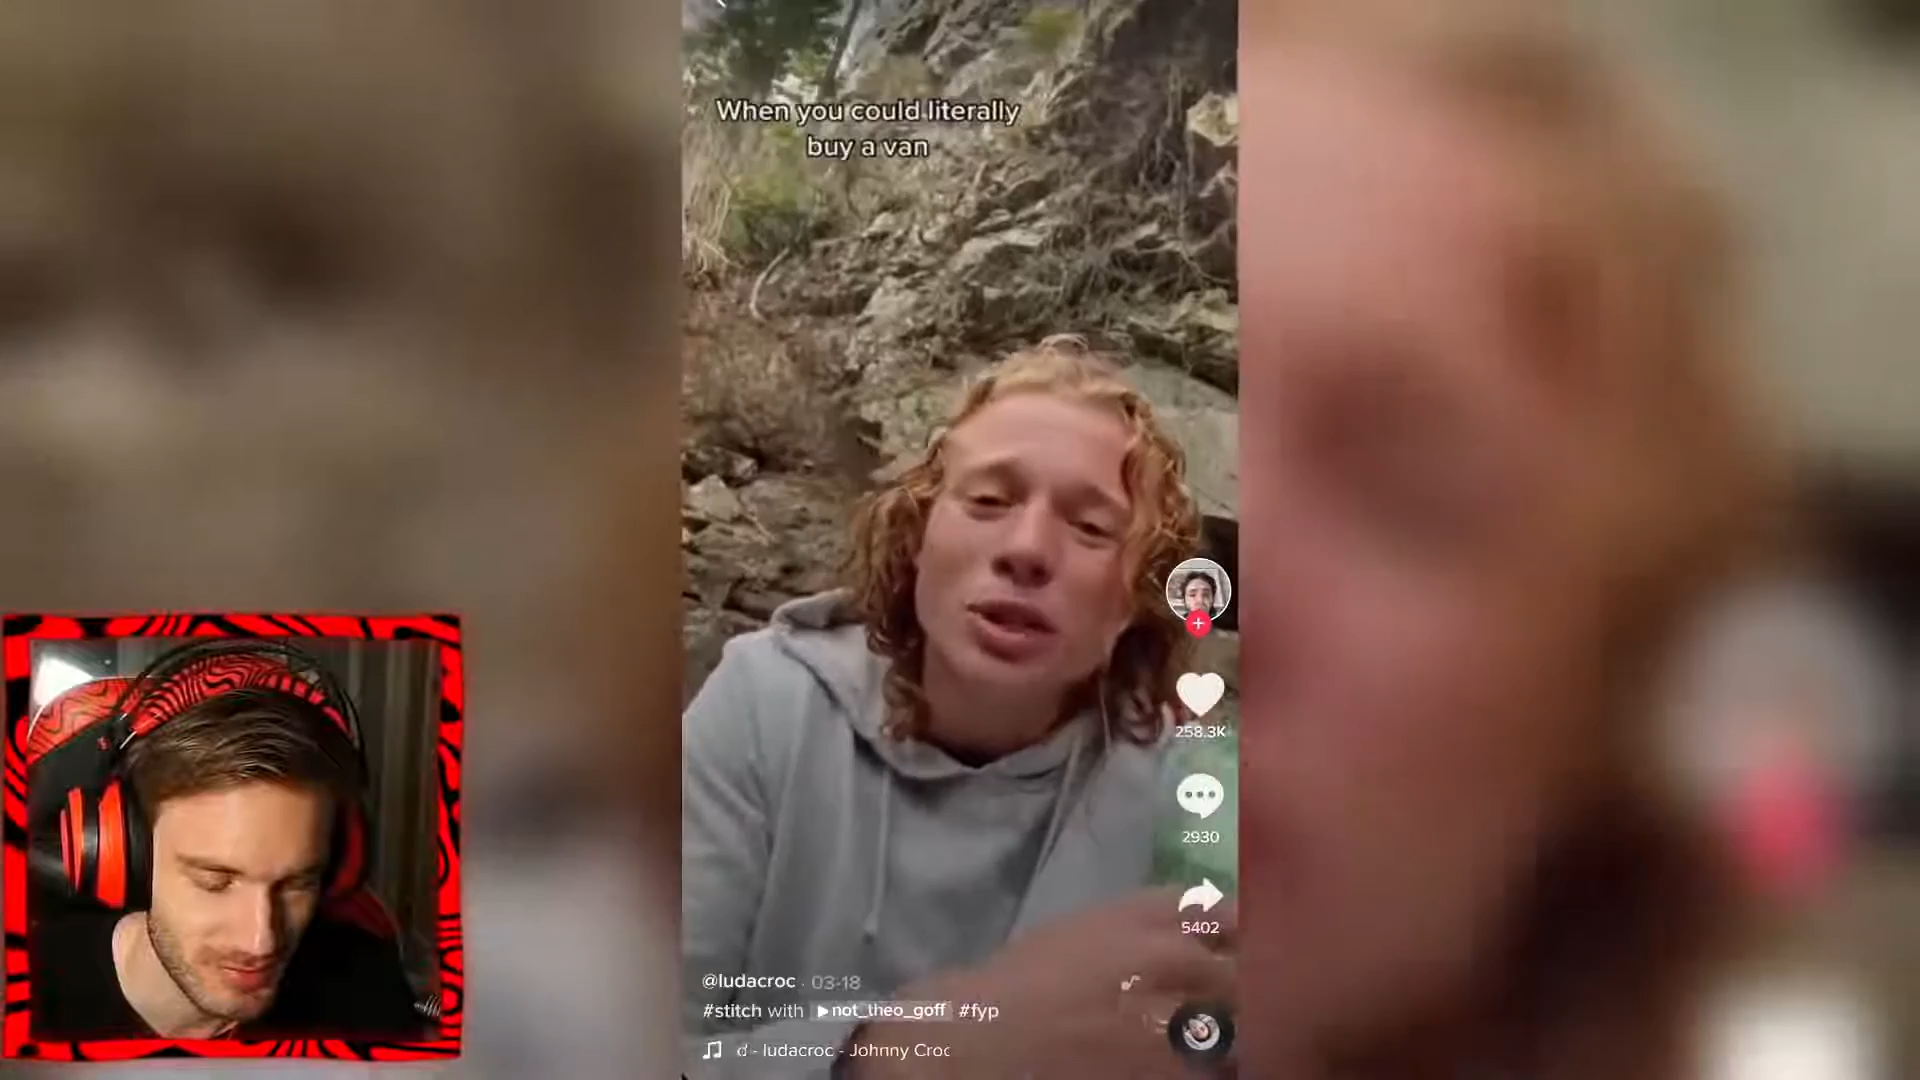 When you could literally
buy a van
258.3K
2930
5402
@ludacroc · 03-18
#stitch with ▶not_theo_goff #fyp
d - ludacroc - Johnny Croc